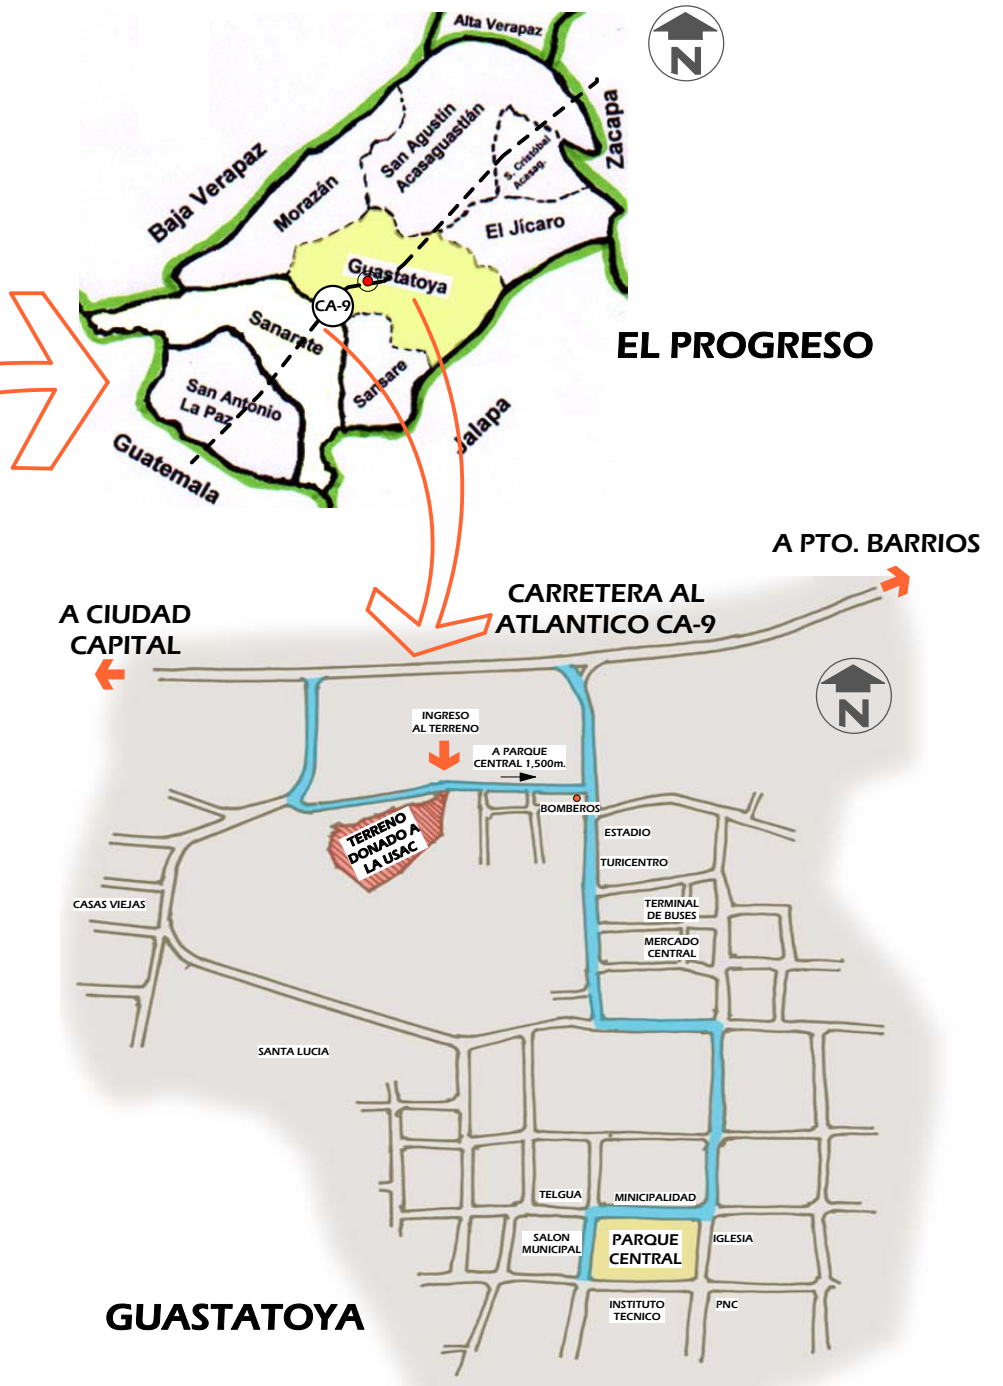 Alta Verapaz
N
Zacapa
San Agustín
Acasaguastlán
S. Cristóbal
Acasag.
Baja Verapaz
Morazán
El Jícaro
Guastatoya
CA-9
Sanarate
EL PROGRESO
Sansare
San Antonio
La Paz
Jalapa
Guatemala
A PTO. BARRIOS
CARRETERA AL
ATLANTICO CA-9
A CIUDAD
CAPITAL
N
INGRESO
AL TERRENO
A PARQUE
CENTRAL 1,500m.
BOMBEROS
TERRENO
DONADO A
LA USAC
ESTADIO
TURICENTRO
CASAS VIEJAS
TERMINAL
DE BUSES
MERCADO
CENTRAL
SANTA LUCIA
TELGUA
MINICIPALIDAD
SALON
MUNICIPAL
PARQUE
CENTRAL
IGLESIA
GUASTATOYA
INSTITUTO
TECNICO
PNC